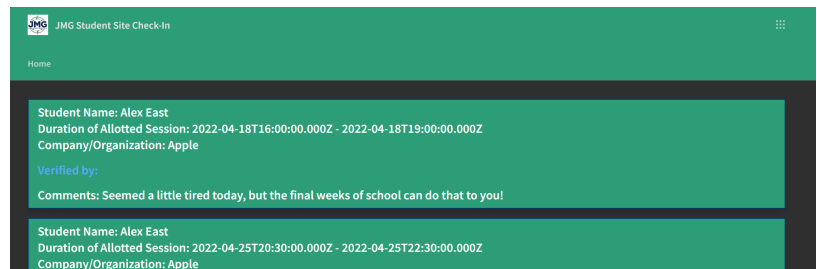 JMG JMG Student Site Check-In
Home
Student Name: Alex East
Duration of Allotted Session: 2022-04-18T16:00:00.000Z - 2022-04-18T19:00:00.000Z
Company/Organization: Apple
Verified by:
Comments: Seemed a little tired today, but the final weeks of school can do that to you!
Student Name: Alex East
Duration of Allotted Session: 2022-04-25T20:30:00.000Z - 2022-04-25T22:30:00.000Z
Company/Organization: Apple